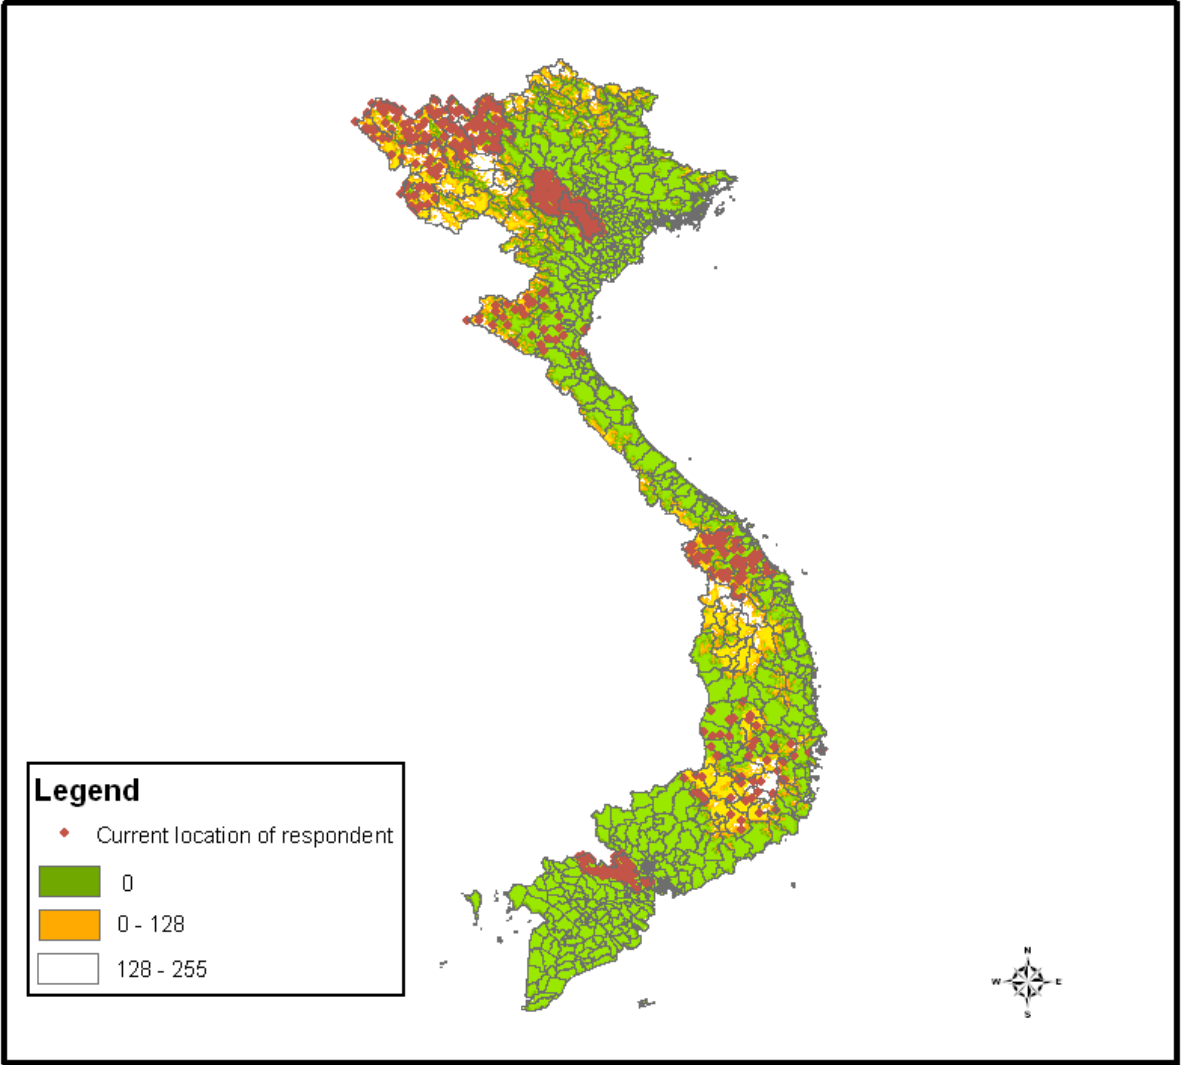 Legend
Current location of respondent
0
0 - 128
128 - 255
N
W E
S